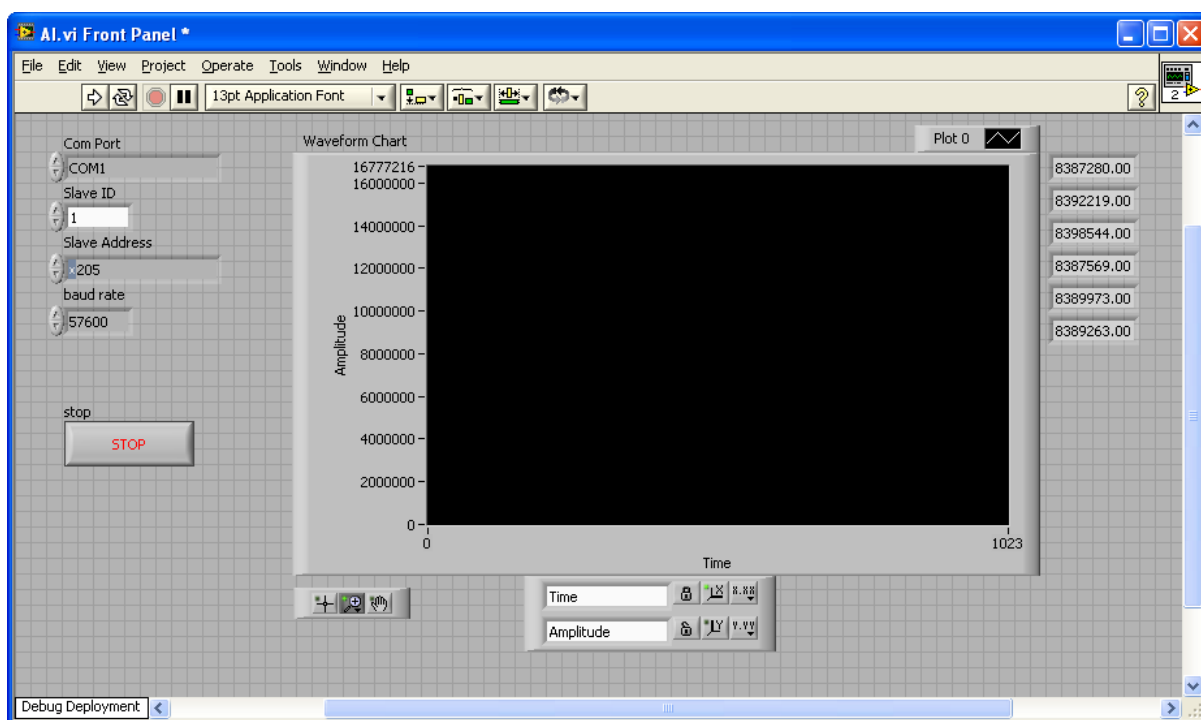 AI.vi Front Panel *
File Edit View Project Operate Tools Window Help
13pt Application Font
2
Com Port
COM1
Slave ID
1
Slave Address
x205
baud rate
57600
stop
STOP
Waveform Chart
Plot 0
Amplitude
16777216
16000000
14000000
12000000
10000000
8000000
6000000
4000000
2000000
0
0 1023
Time
8387280.00
8392219.00
8398544.00
8387569.00
8389973.00
8389263.00
Time X X.XX
Amplitude Y Y.YY
Debug Deployment